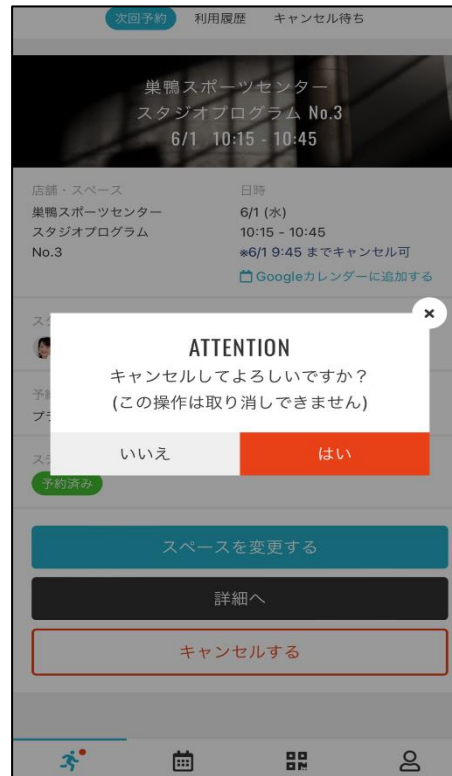 次回予約 利用履歴 キャンセル待ち
巣鴨スポーツセンター
スタジオプログラム No.3
6/1 10:15 - 10:45
店舗・スペース
日時
巣鴨スポーツセンター
スタジオプログラム
No.3
6/1 (水)
10:15 - 10:45
※6/1 9:45 までキャンセル可
Googleカレンダーに追加する
ATTENTION
キャンセルしてよろしいですか？
(この操作は取り消しできません)
いいえ
はい
予約済み
スペースを変更する
詳細へ
キャンセルする